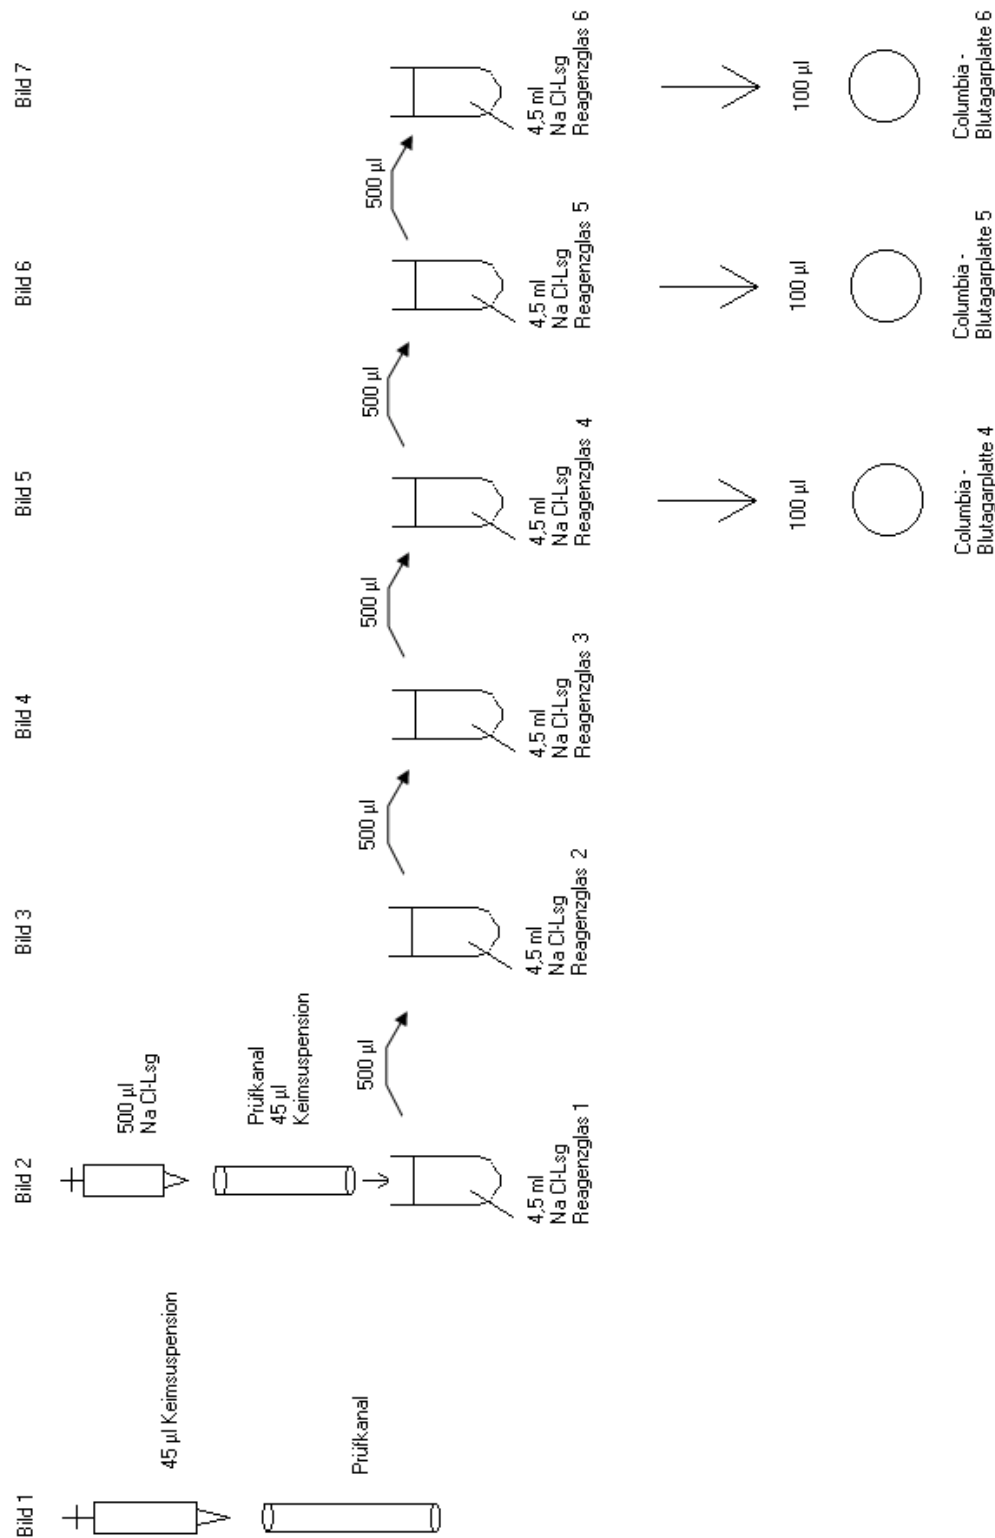 Bild 1
45 µl Keimsuspension
Prüfkanal
Bild 2
500 µl
Na Cl-Lsg
Prüfkanal
45 µl
Keimsuspension
4,5 ml
Na Cl-Lsg
Reagenzglas 1
500 µl
Bild 3
4,5 ml
Na Cl-Lsg
Reagenzglas 2
500 µl
Bild 4
4,5 ml
Na Cl-Lsg
Reagenzglas 3
500 µl
Bild 5
4,5 ml
Na Cl-Lsg
Reagenzglas 4
100 µl
Columbia -
Blutagarplatte 4
500 µl
Bild 6
4,5 ml
Na Cl-Lsg
Reagenzglas 5
100 µl
Columbia -
Blutagarplatte 5
500 µl
Bild 7
4,5 ml
Na Cl-Lsg
Reagenzglas 6
100 µl
Columbia -
Blutagarplatte 6